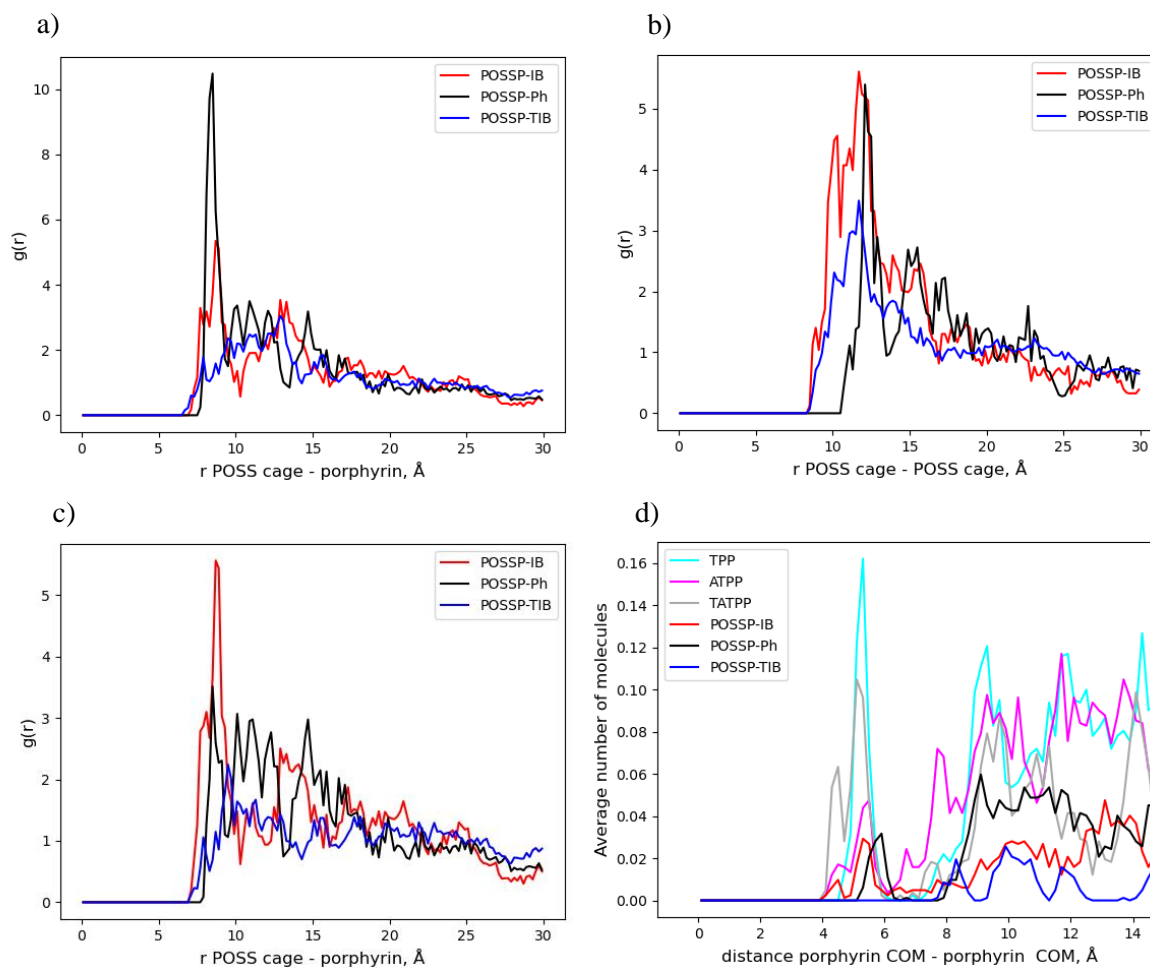 a)
10
8
6
4
2
0
g(r)
POSSP-IB
POSSP-Ph
POSSP-TIB
0 5 10 15 20 25 30
r POSS cage - porphyrin, Å
b)
5
4
3
2
1
0
g(r)
POSSP-IB
POSSP-Ph
POSSP-TIB
0 5 10 15 20 25 30
r POSS cage - POSS cage, Å
c)
5
4
3
2
1
0
g(r)
POSSP-IB
POSSP-Ph
POSSP-TIB
0 5 10 15 20 25 30
r POSS cage - porphyrin, Å
d)
0.16
0.14
0.12
0.10
0.08
0.06
0.04
0.02
0.00
Average number of molecules
TPP
ATPP
TATPP
POSSP-IB
POSSP-Ph
POSSP-TIB
0 2 4 6 8 10 12 14
distance porphyrin COM - porphyrin COM, Å